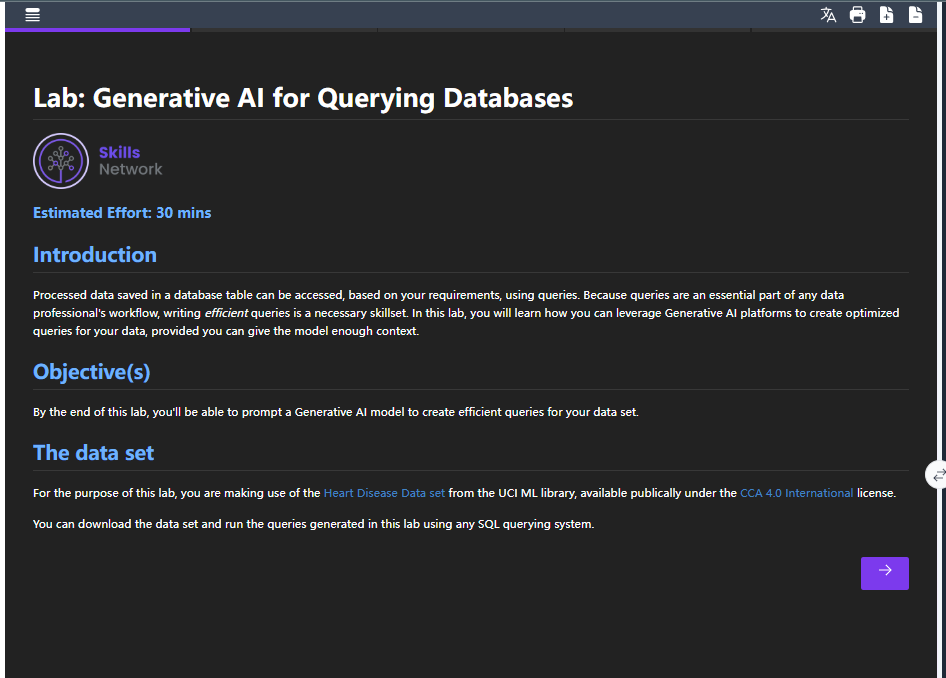 Lab: Generative AI for Querying Databases
Skills
Network
Estimated Effort: 30 mins
Introduction
Processed data saved in a database table can be accessed, based on your requirements, using queries. Because queries are an essential part of any data
professional's workflow, writing efficient queries is a necessary skillset. In this lab, you will learn how you can leverage Generative AI platforms to create optimized
queries for your data, provided you can give the model enough context.
Objective(s)
By the end of this lab, you'll be able to prompt a Generative AI model to create efficient queries for your data set.
The data set
For the purpose of this lab, you are making use of the Heart Disease Data set from the UCI ML library, available publically under the CCA 4.0 International license.
You can download the data set and run the queries generated in this lab using any SQL querying system.